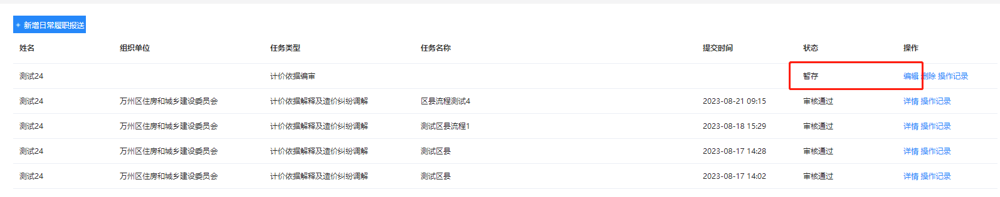 + 新增日常履职报送
姓名 组织单位 任务类型 任务名称 提交时间 状态 操作
测试24 计价依据编审 暂存 编辑 删除 操作记录
测试24 万州区住房和城乡建设委员会 计价依据解释及造价纠纷调解 区县流程测试4 2023-08-21 09:15 审核通过 详情 操作记录
测试24 万州区住房和城乡建设委员会 计价依据解释及造价纠纷调解 测试区县流程1 2023-08-18 15:29 审核通过 详情 操作记录
测试24 万州区住房和城乡建设委员会 计价依据解释及造价纠纷调解 测试区县 2023-08-17 14:28 审核通过 详情 操作记录
测试24 万州区住房和城乡建设委员会 计价依据解释及造价纠纷调解 测试区县 2023-08-17 14:02 审核通过 详情 操作记录